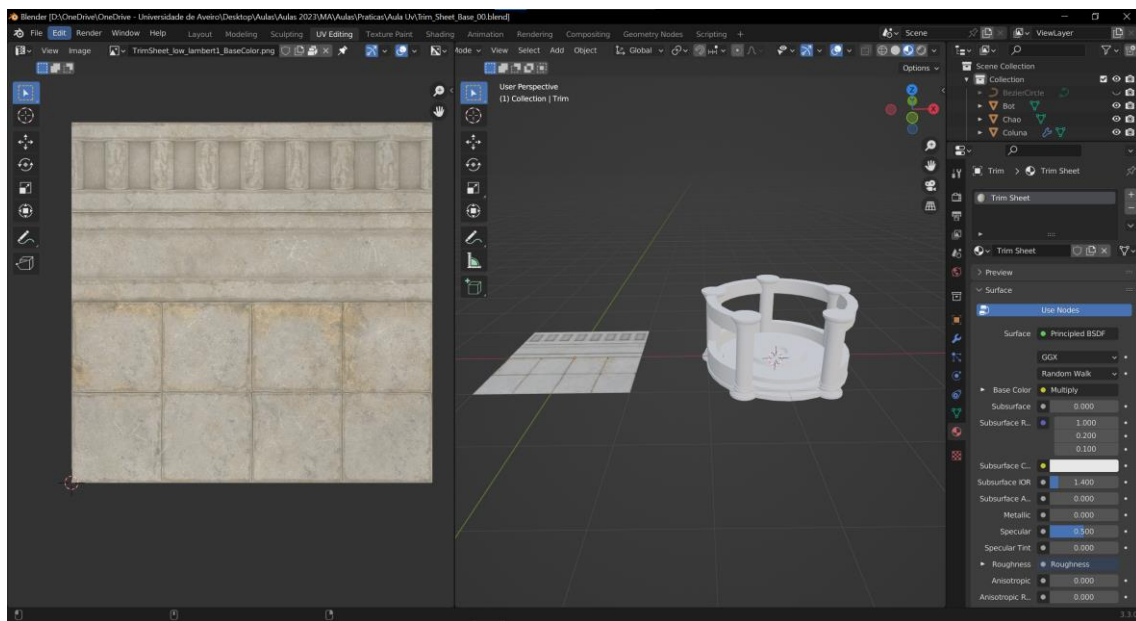 Blender [D:\OneDrive\OneDrive - Universidade de Aveiro\Desktop\Aulas\Aulas 2023\MA\Aulas\Praticas\Aula Uv\Trim_Sheet_Base_00.blend]
File Edit Render Window Help Layout Modeling Sculpting UV Editing Texture Paint Shading Animation Rendering Compositing Geometry Nodes Scripting + Scene ViewLayer
View Image TrimSheet_low_lambert1_BaseColor.png Mode View Select Add Object Global
Options
User Perspective
(1) Collection | Trim
X
Y
Z
Scene Collection
Collection
BezierCircle
Bot
Chao
Coluna
Trim > Trim Sheet
Trim Sheet
Trim Sheet
Preview
Surface
Use Nodes
Surface Principled BSDF
GGX
Random Walk
Base Color Multiply
Subsurface 0.000
Subsurface R.. 1.000
0.200
0.100
Subsurface C..
Subsurface IOR 1.400
Subsurface A.. 0.000
Metallic 0.000
Specular 0.500
Specular Tint 0.000
Roughness Roughness
Anisotropic 0.000
Anisotropic R.. 0.000